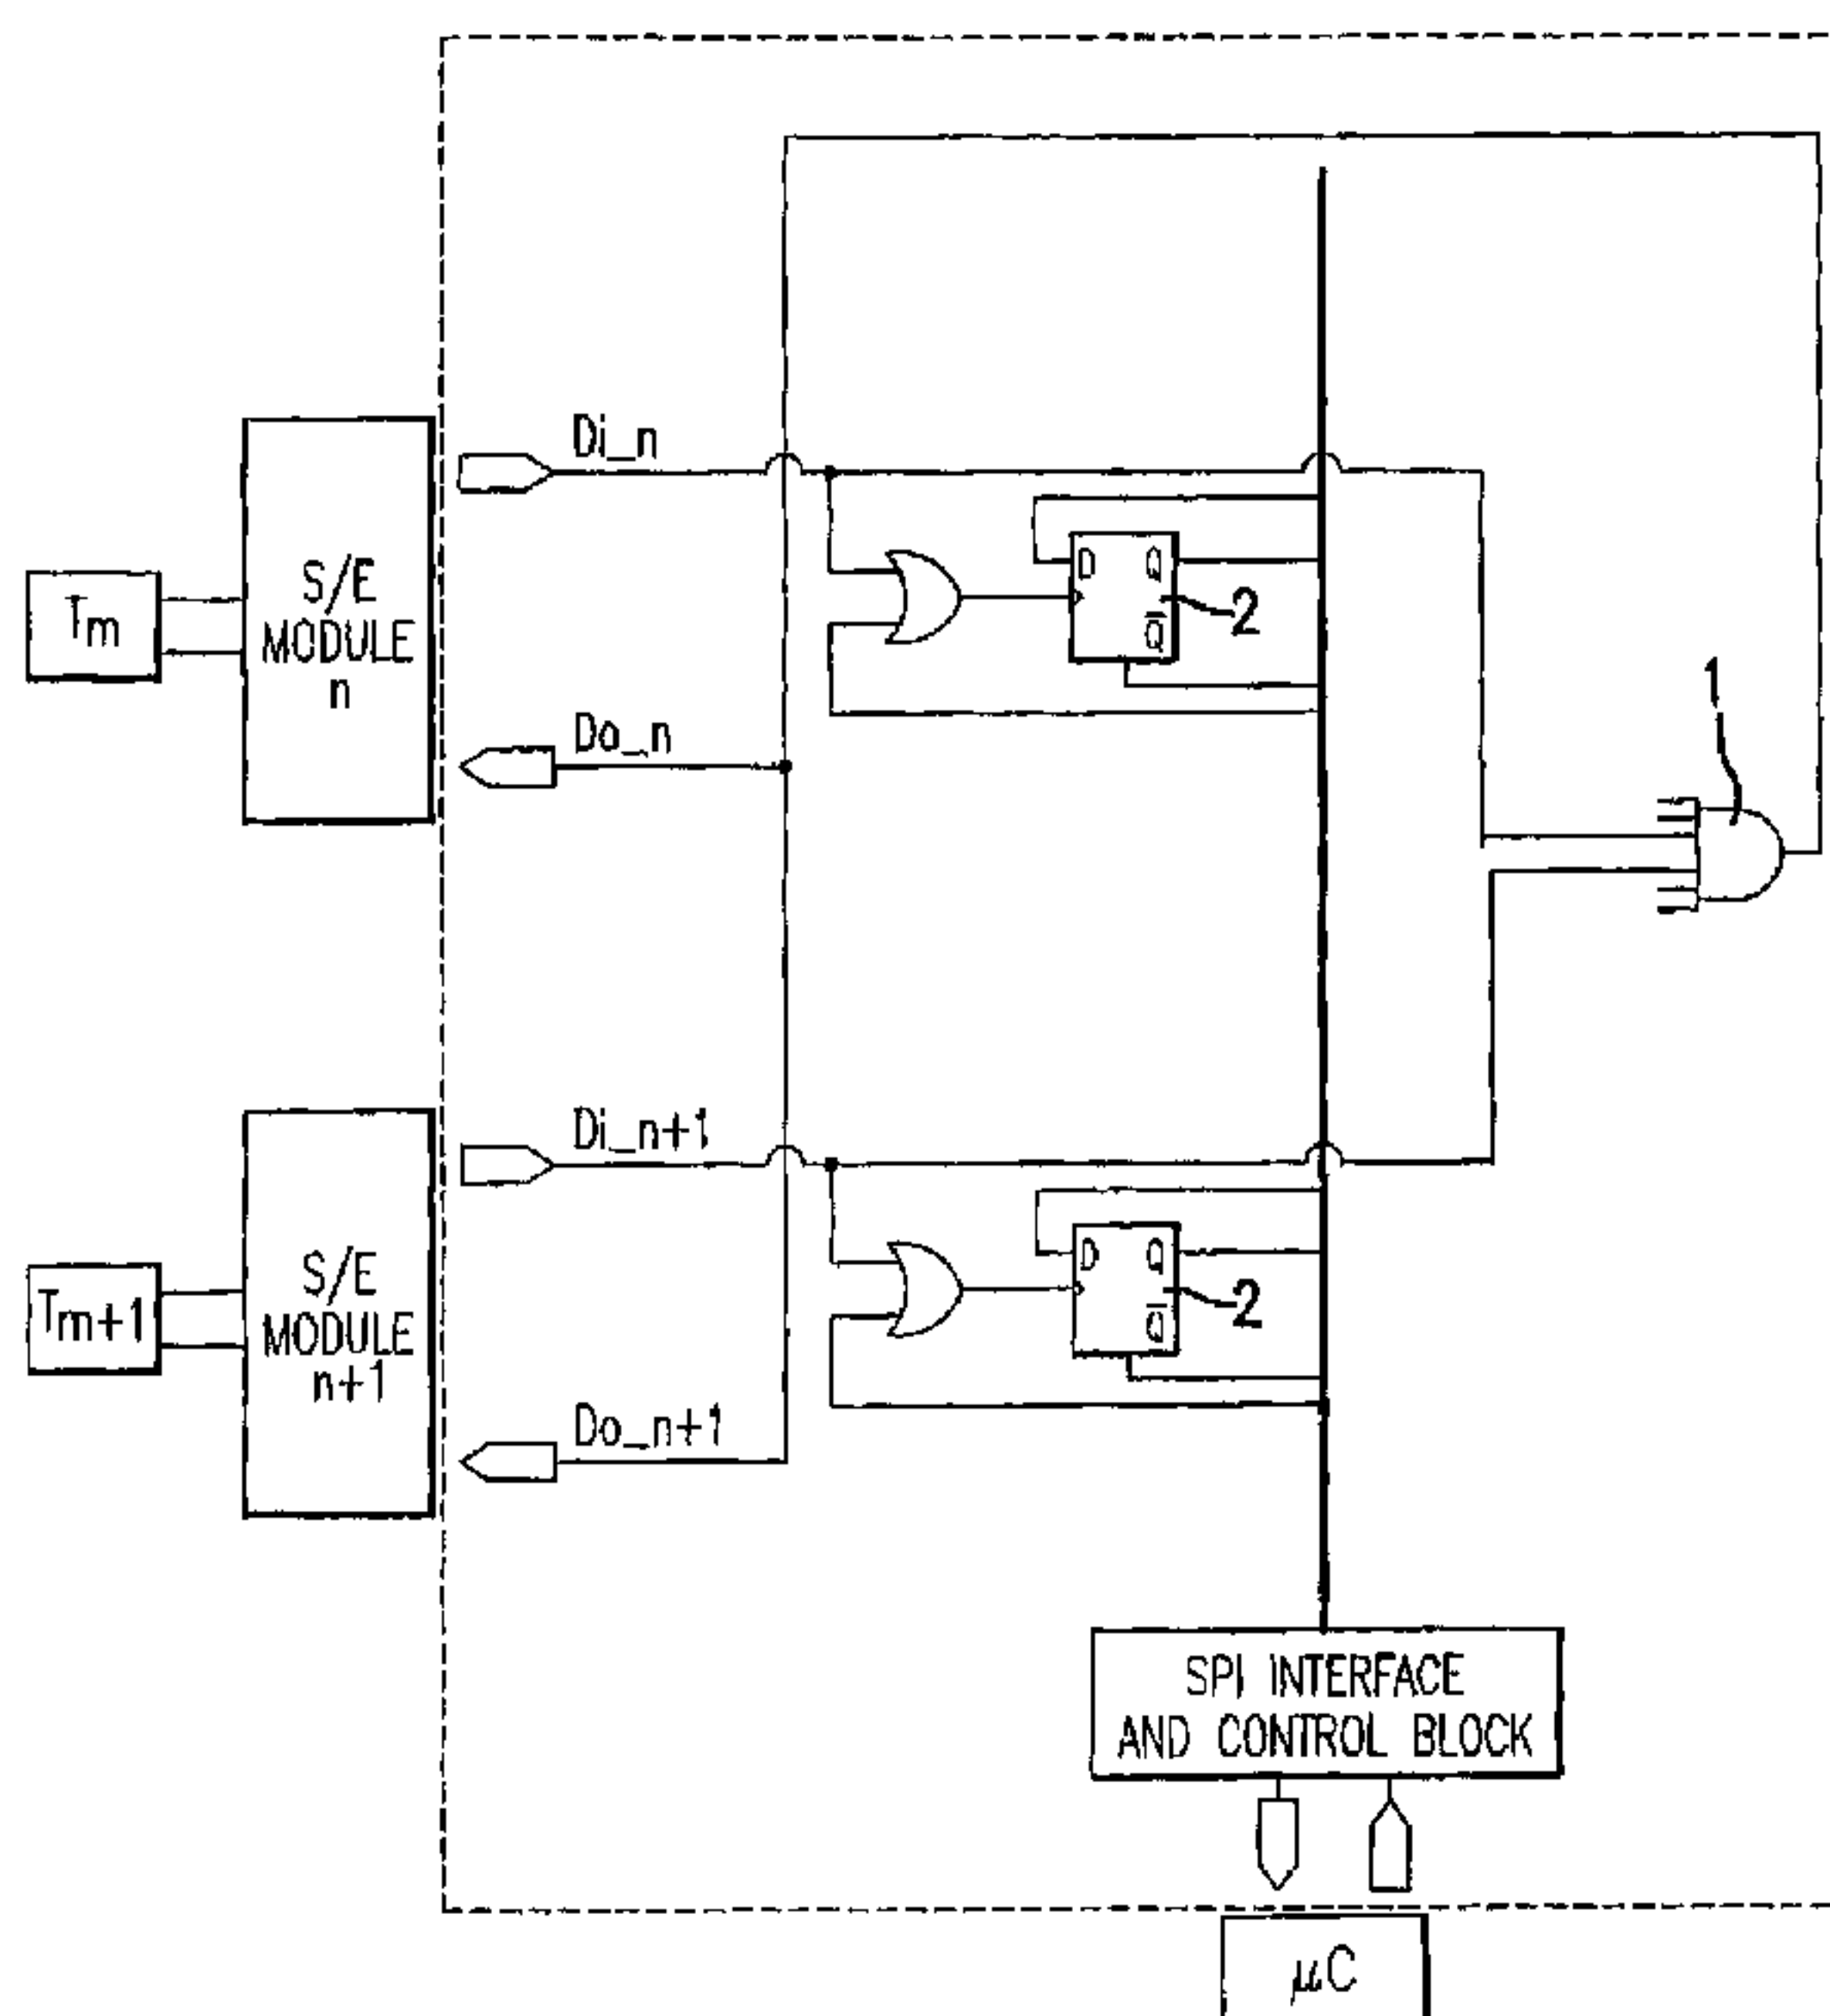 Di_n
S/E
MODULE
n
Tm
D Q
Q̅
2
Do_n
1
Di_n+1
S/E
MODULE
n+1
Tm+1
D Q
Q̅
2
Do_n+1
SPI INTERFACE
AND CONTROL BLOCK
µC